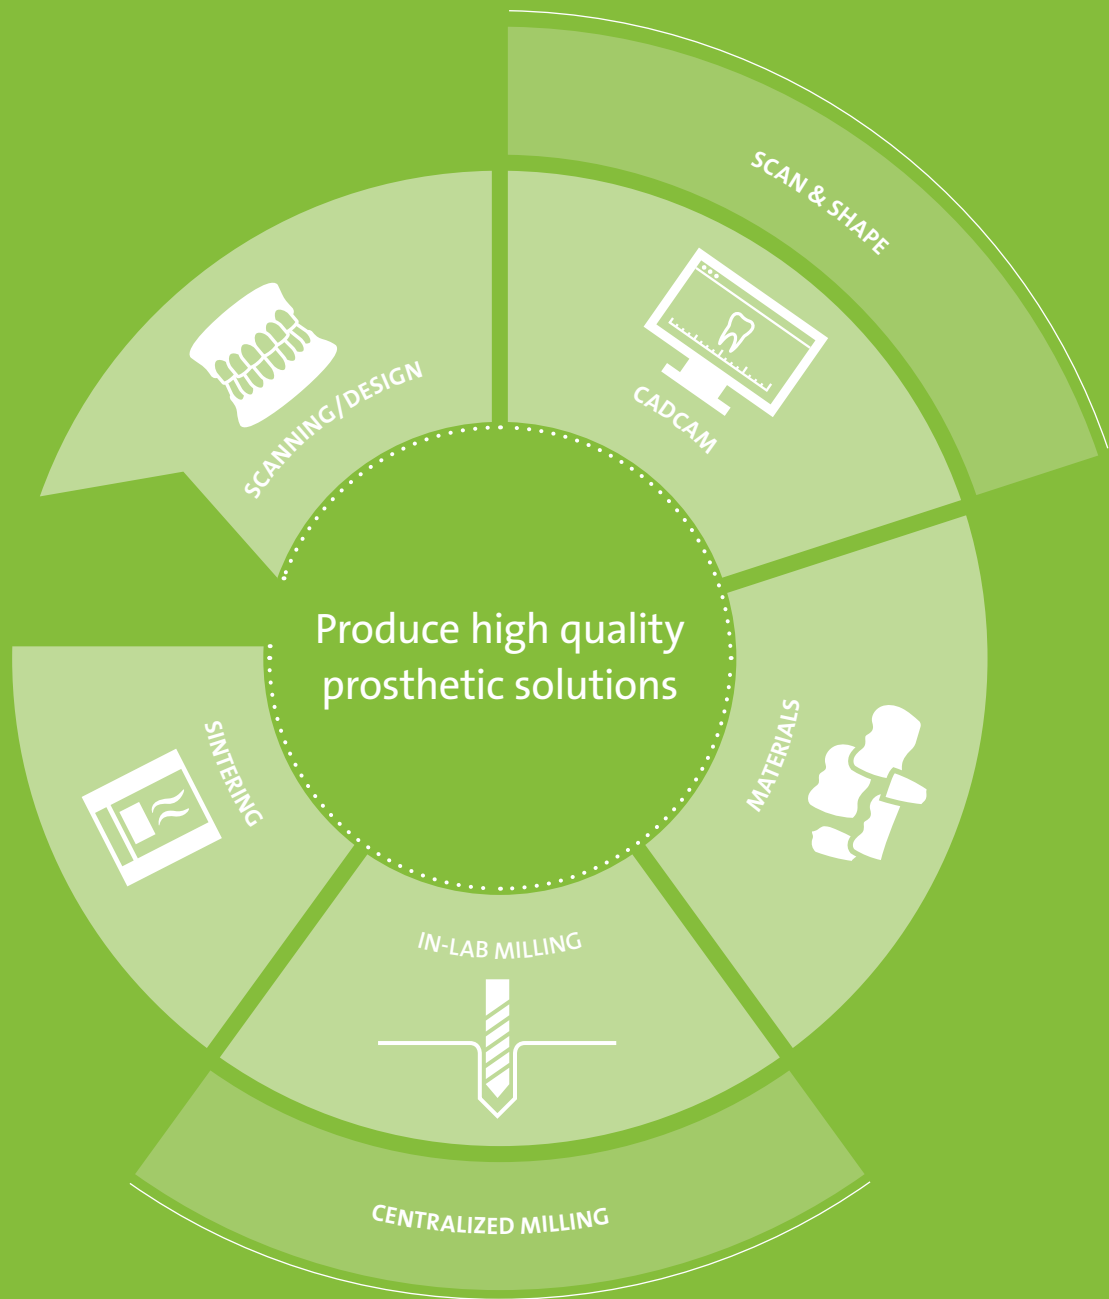 SCAN & SHAPE
SCANNING/DESIGN
CADCAM
Produce high quality
prosthetic solutions
MATERIALS
SINTERING
IN-LAB MILLING
CENTRALIZED MILLING